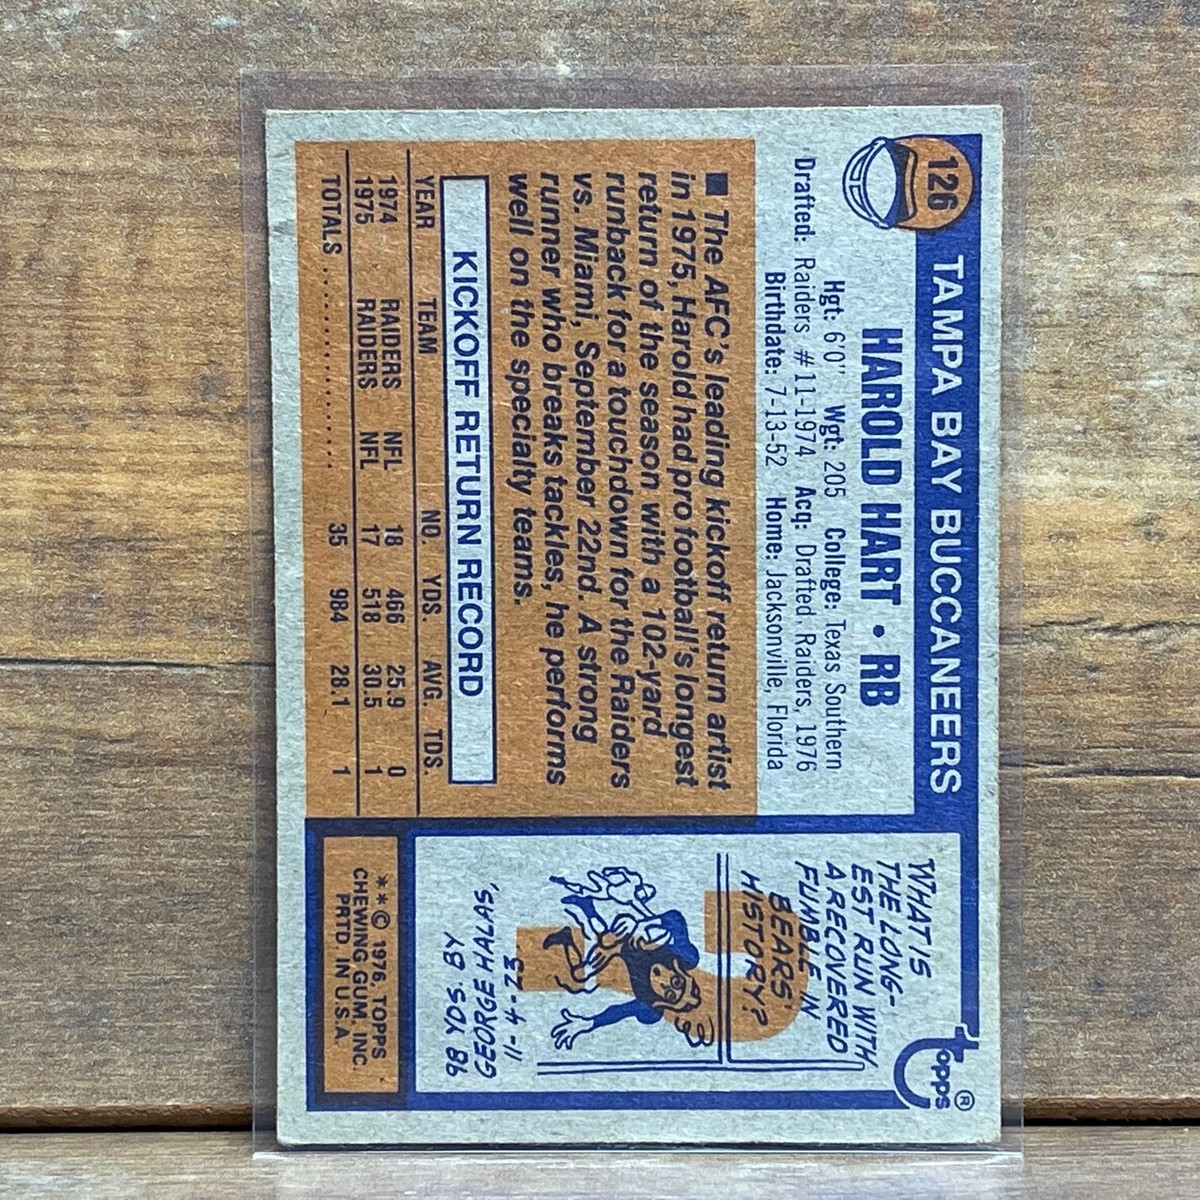 126
TAMPA BAY BUCCANEERS
HAROLD HART • RB
Hgt: 6'0" Wgt: 205 College: Texas Southern
Drafted: Raiders #11-1974 Acq: Drafted, Raiders, 1976
Birthdate: 7-13-52 Home: Jacksonville, Florida
■ The AFC's leading kickoff return artist
in 1975, Harold had pro football's longest
return of the season with a 102-yard
runback for a touchdown for the Raiders
vs. Miami, September 22nd. A strong
runner who breaks tackles, he performs
well on the specialty teams.
KICKOFF RETURN RECORD
YEAR TEAM NO. YDS. AVG. TDS.
1974 RAIDERS NFL 18 466 25.9 0
1975 RAIDERS NFL 17 518 30.5 1
TOTALS .................... 35 984 28.1 1
topps®
WHAT IS
THE LONG-
EST RUN WITH
A RECOVERED
FUMBLE IN
BEARS'
HISTORY?
98 YDS. BY
GEORGE HALAS,
11-4-23
**© 1976, TOPPS
CHEWING GUM, INC.
PRTD. IN U.S.A.